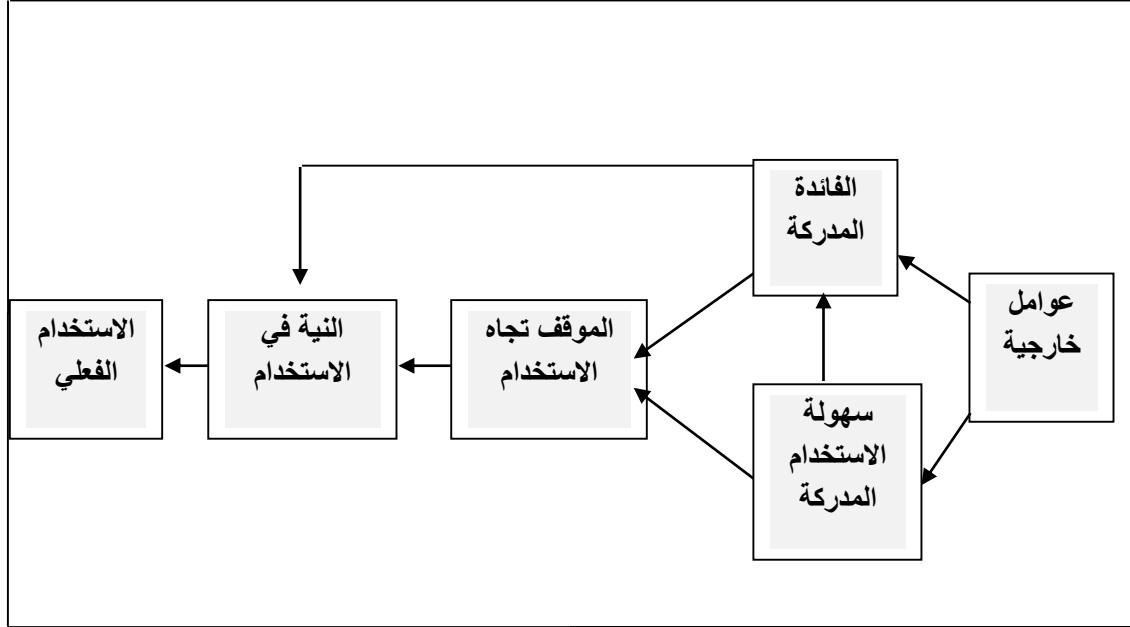 الفائدة
المدركة
عوامل
خارجية
سهولة
الاستخدام
المدركة
الموقف تجاه
الاستخدام
النية في
الاستخدام
الاستخدام
الفعلي